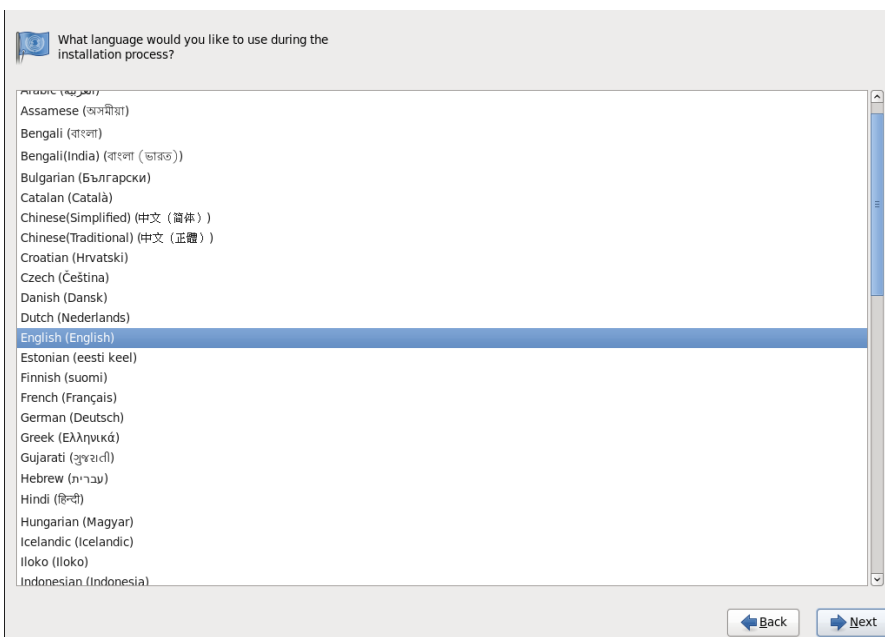 What language would you like to use during the
installation process?
Arabic (العربية)
Assamese (অসমীয়া)
Bengali (বাংলা)
Bengali(India) (বাংলা (ভারত))
Bulgarian (Български)
Catalan (Català)
Chinese(Simplified) (中文（简体）)
Chinese(Traditional) (中文（正體）)
Croatian (Hrvatski)
Czech (Čeština)
Danish (Dansk)
Dutch (Nederlands)
English (English)
Estonian (eesti keel)
Finnish (suomi)
French (Français)
German (Deutsch)
Greek (Ελληνικά)
Gujarati (ગુજરાતી)
Hebrew (עברית)
Hindi (हिन्दी)
Hungarian (Magyar)
Icelandic (Icelandic)
Iloko (Iloko)
Indonesian (Indonesia)
Back
Next